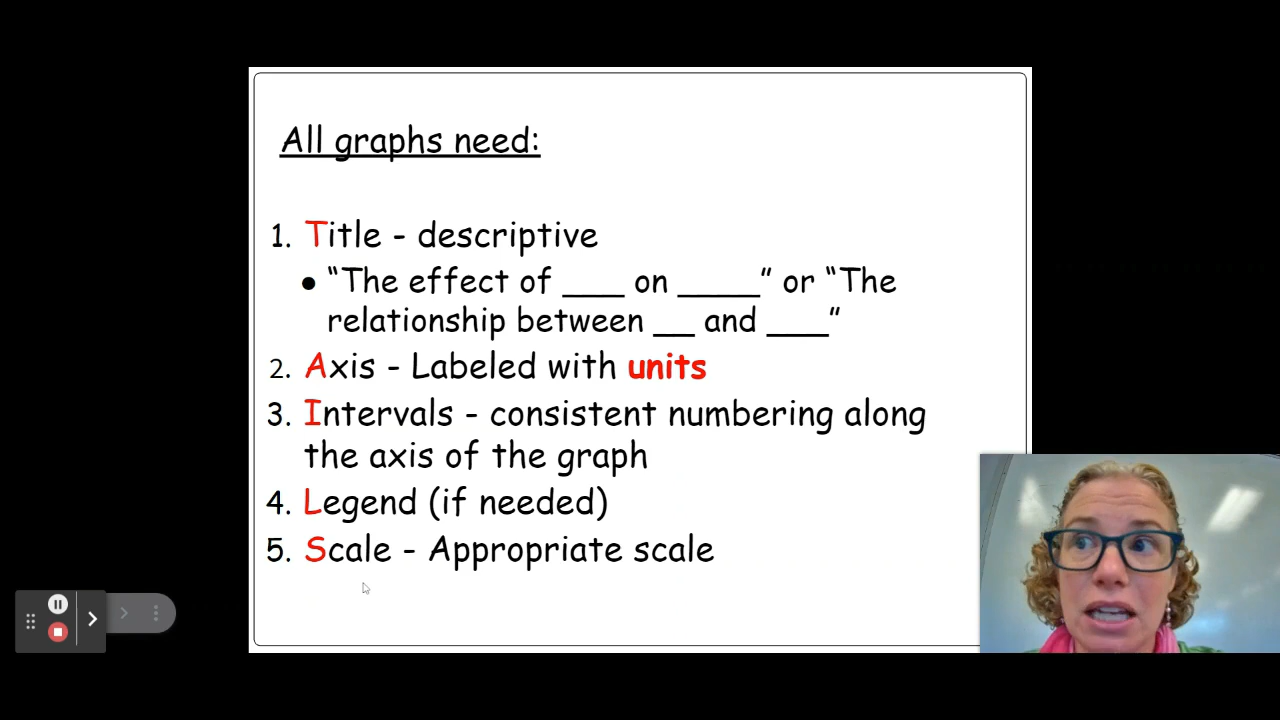 All graphs need:
1. Title - descriptive
● “The effect of ___ on ____” or “The
relationship between __ and ___”
2. Axis - Labeled with units
3. Intervals - consistent numbering along
the axis of the graph
4. Legend (if needed)
5. Scale - Appropriate scale